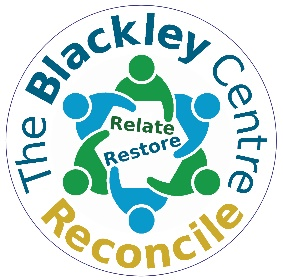 The Blackley Centre
Relate
Restore
Reconcile